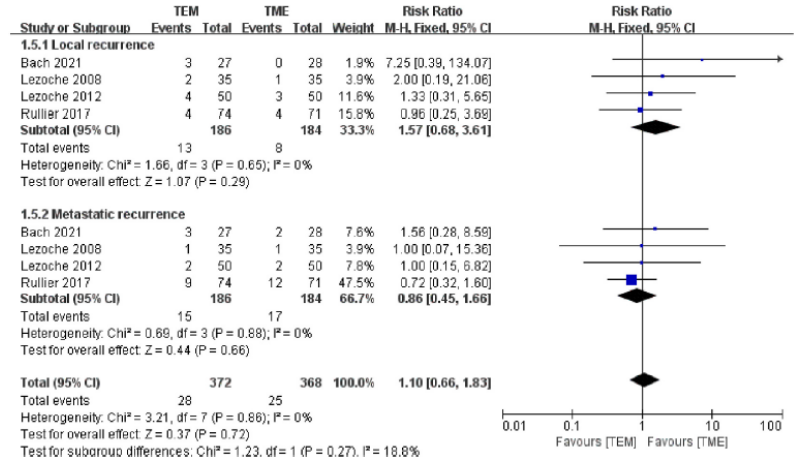 TEM TME Risk Ratio Risk Ratio
Study or Subgroup Events Total Events Total Weight M-H, Fixed, 95% CI M-H, Fixed, 95% CI
1.5.1 Local recurrence
Bach 2021 3 27 0 28 1.9% 7.25 [0.39, 134.07]
Lezoche 2008 2 35 1 35 3.9% 2.00 [0.19, 21.06]
Lezoche 2012 4 50 3 50 11.6% 1.33 [0.31, 5.65]
Rullier 2017 4 74 4 71 15.8% 0.96 [0.25, 3.69]
Subtotal (95% CI) 186 184 33.3% 1.57 [0.68, 3.61]
Total events 13 8
Heterogeneity: Chi² = 1.66, df = 3 (P = 0.65); I² = 0%
Test for overall effect: Z = 1.07 (P = 0.29)
1.5.2 Metastatic recurrence
Bach 2021 3 27 2 28 7.6% 1.56 [0.28, 8.59]
Lezoche 2008 1 35 1 35 3.9% 1.00 [0.07, 15.36]
Lezoche 2012 2 50 2 50 7.8% 1.00 [0.15, 6.82]
Rullier 2017 9 74 12 71 47.5% 0.72 [0.32, 1.60]
Subtotal (95% CI) 186 184 66.7% 0.86 [0.45, 1.66]
Total events 15 17
Heterogeneity: Chi² = 0.69, df = 3 (P = 0.88); I² = 0%
Test for overall effect: Z = 0.44 (P = 0.66)
Total (95% CI) 372 368 100.0% 1.10 [0.66, 1.83]
Total events 28 25
Heterogeneity: Chi² = 3.21, df = 7 (P = 0.86); I² = 0%
Test for overall effect: Z = 0.37 (P = 0.72)
Test for subgroup differences: Chi² = 1.23, df = 1 (P = 0.27), I² = 18.8%
0.01 0.1 1 10 100
Favours [TEM] Favours [TME]